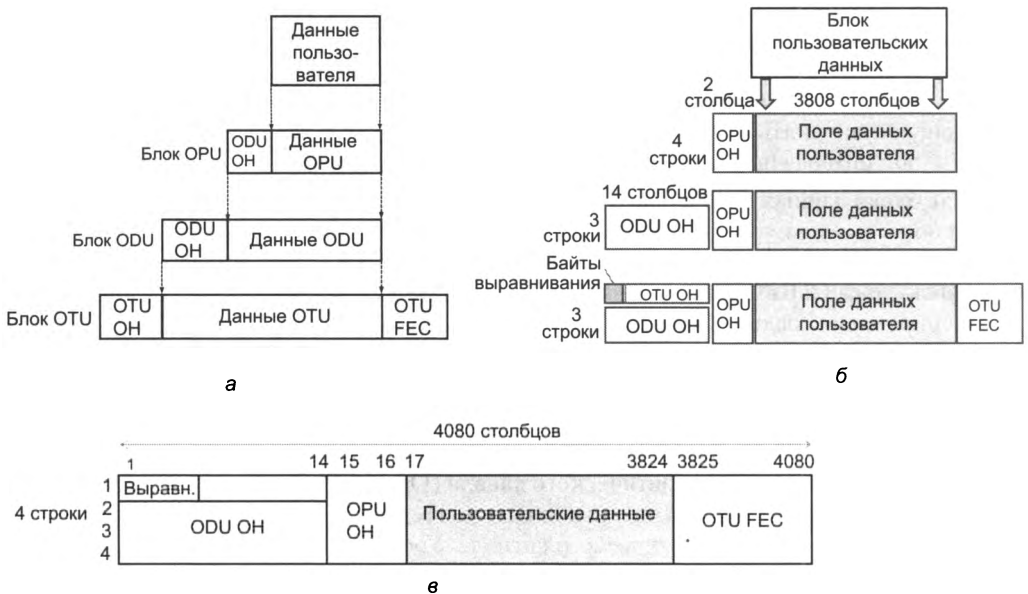 Данные
пользо-
вателя
Блок OPU
ODU
OH
Данные
OPU
Блок ODU
ODU
OH
Данные ODU
Блок OTU
OTU
OH
Данные OTU
OTU
FEC
а
Блок
пользовательских
данных
2
столбца
3808 столбцов
4
строки
OPU
OH
Поле данных
пользователя
14 столбцов
3
строки
ODU OH
OPU
OH
Поле данных
пользователя
Байты
выравнивания
OTU OH
3
строки
ODU OH
OPU
OH
Поле данных
пользователя
OTU
FEC
б
4080 столбцов
1 14 15 16 17 3824 3825 4080
4 строки
1
2
3
4
Выравн.
ODU OH
OPU
OH
Пользовательские данные
OTU FEC
в